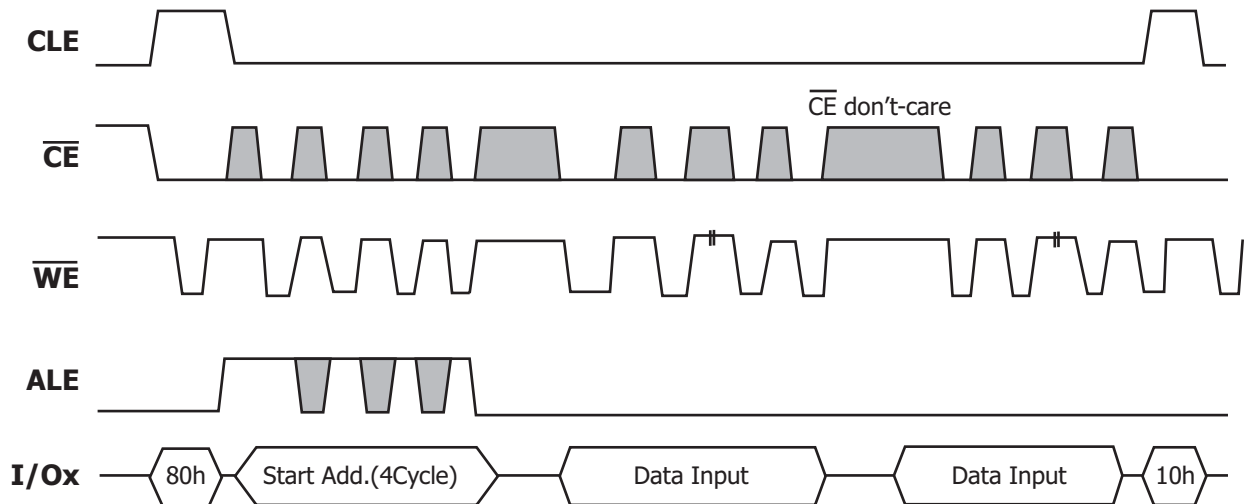 CLE
CE don't-care
CE
WE
ALE
I/Ox
80h
Start Add.(4Cycle)
Data Input
Data Input
10h